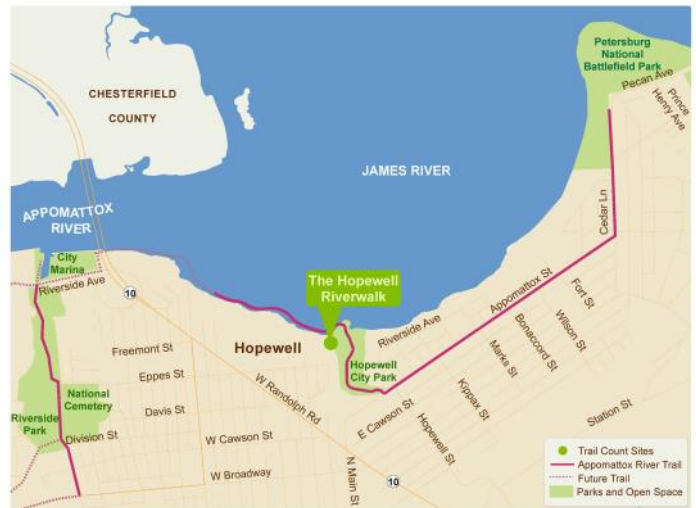 Petersburg
National
Battlefield Park
Pecan Ave
Prince
Henry Ave
CHESTERFIELD
COUNTY
JAMES RIVER
APPOMATTOX
RIVER
Cedar Ln
City
Marina
Riverside Ave
10
The Hopewell
Riverwalk
Riverside Ave
Appomattox St
Fort St
Wilson St
Bonaccord St
Marks St
Freemont St
Hopewell
Hopewell
City Park
Eppes St
W Randolph Rd
Kippax St
National
Cemetery
Davis St
E Cawson St
Hopewell St
Station St
Riverside
Park
Division St
W Cawson St
W Broadway
N Main St
10
Trail Count Sites
Appomattox River Trail
Future Trail
Parks and Open Space